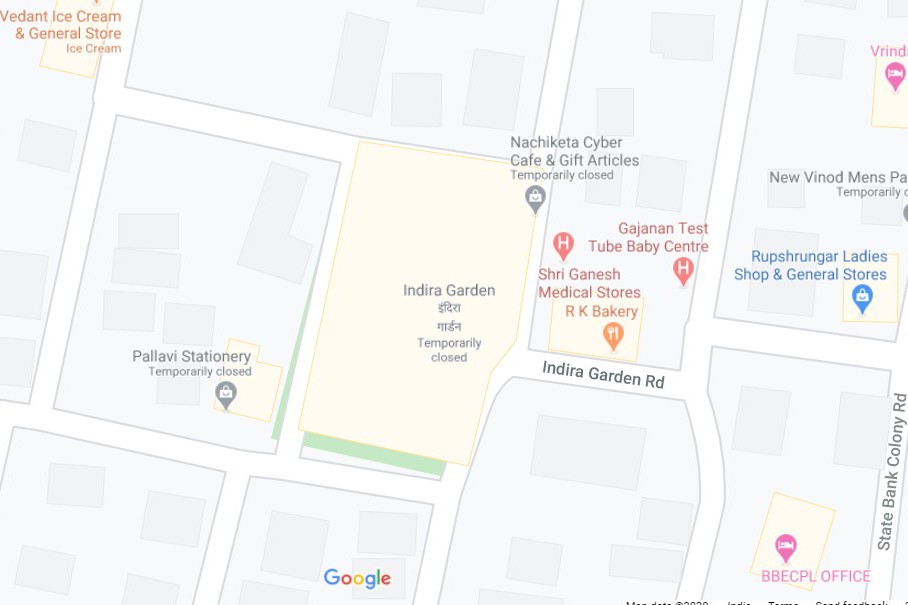 Vedant Ice Cream
& General Store
Ice Cream
Nachiketa Cyber
Cafe & Gift Articles
Temporarily closed
New Vinod Mens Pa
Temporarily c
Gajanan Test
Tube Baby Centre
Rupshrungar Ladies
Shop & General Stores
Shri Ganesh
Medical Stores
R K Bakery
Indira Garden
इंदिरा
गार्डन
Temporarily
closed
Pallavi Stationery
Temporarily closed
Indira Garden Rd
State Bank Colony Rd
BBECPL OFFICE
Google